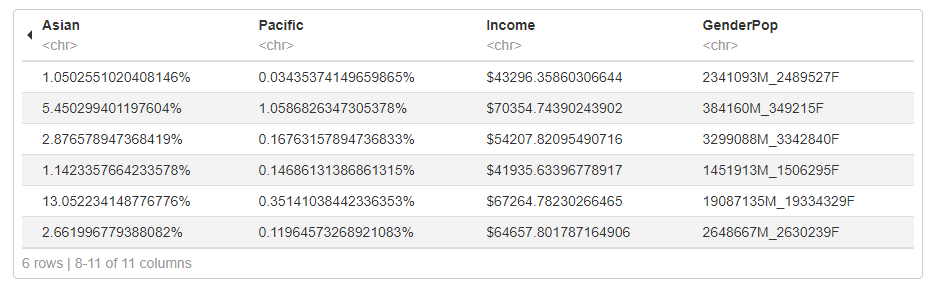 Asian Pacific Income GenderPop
<chr> <chr> <chr> <chr>
1.0502551020408146% 0.03435374149659865% $43296.35860306644 2341093M_2489527F
5.450299401197604% 1.0586826347305378% $70354.74390243902 384160M_349215F
2.876578947368419% 0.16763157894736833% $54207.82095490716 3299088M_3342840F
1.1423357664233578% 0.14686131386861315% $41935.63396778917 1451913M_1506295F
13.052234148776776% 0.35141038442336353% $67264.78230266465 19087135M_19334329F
2.661996779388082% 0.11964573268921083% $64657.801787164906 2648667M_2630239F
6 rows | 8-11 of 11 columns